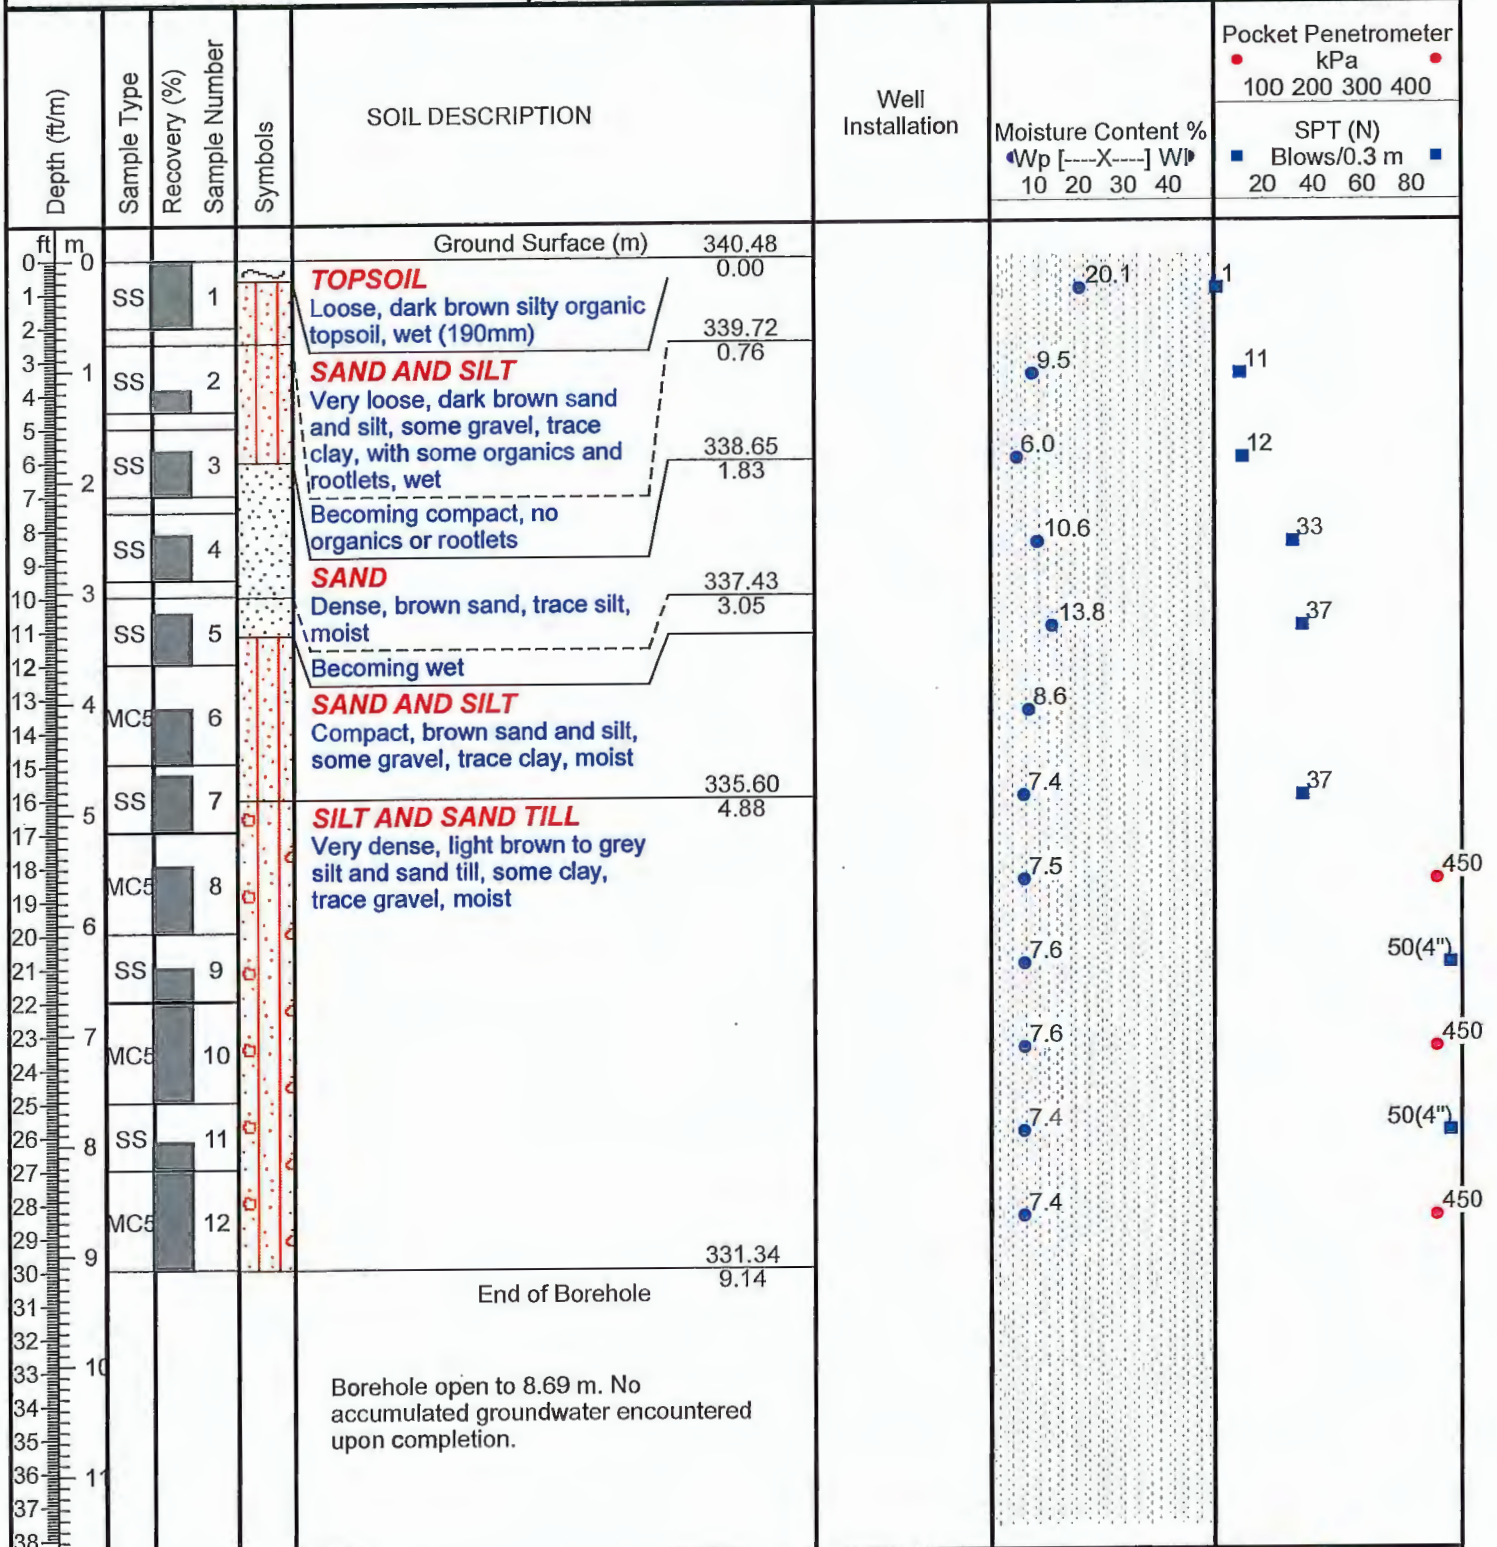 Depth (ft/m)
Sample Type
Recovery (%)
Sample Number
Symbols
SOIL DESCRIPTION
Well
Installation
Moisture Content %
Wp [----X----] Wl
10 20 30 40
Pocket Penetrometer
kPa
100 200 300 400
SPT (N)
Blows/0.3 m
20 40 60 80
ft m
Ground Surface (m) 340.48
0.00
TOPSOIL
Loose, dark brown silty organic
topsoil, wet (190mm)
339.72
0.76
SAND AND SILT
Very loose, dark brown sand
and silt, some gravel, trace
clay, with some organics and
rootlets, wet
338.65
1.83
Becoming compact, no
organics or rootlets
SAND
Dense, brown sand, trace silt,
moist
337.43
3.05
Becoming wet
SAND AND SILT
Compact, brown sand and silt,
some gravel, trace clay, moist
335.60
4.88
SILT AND SAND TILL
Very dense, light brown to grey
silt and sand till, some clay,
trace gravel, moist
331.34
9.14
End of Borehole
Borehole open to 8.69 m. No
accumulated groundwater encountered
upon completion.
0
1
2
3
4
5
6
7
8
9
10
11
12
13
14
15
16
17
18
19
20
21
22
23
24
25
26
27
28
29
30
31
32
33
34
35
36
37
38
0
1
2
3
4
5
6
7
8
9
10
11
SS 1 20.1 1
SS 2 9.5 11
SS 3 6.0 12
SS 4 10.6 33
SS 5 13.8 37
MC5 6 8.6
SS 7 7.4 37
MC5 8 7.5 450
SS 9 7.6 50(4")
MC5 10 7.6 450
SS 11 7.4 50(4")
MC5 12 7.4 450